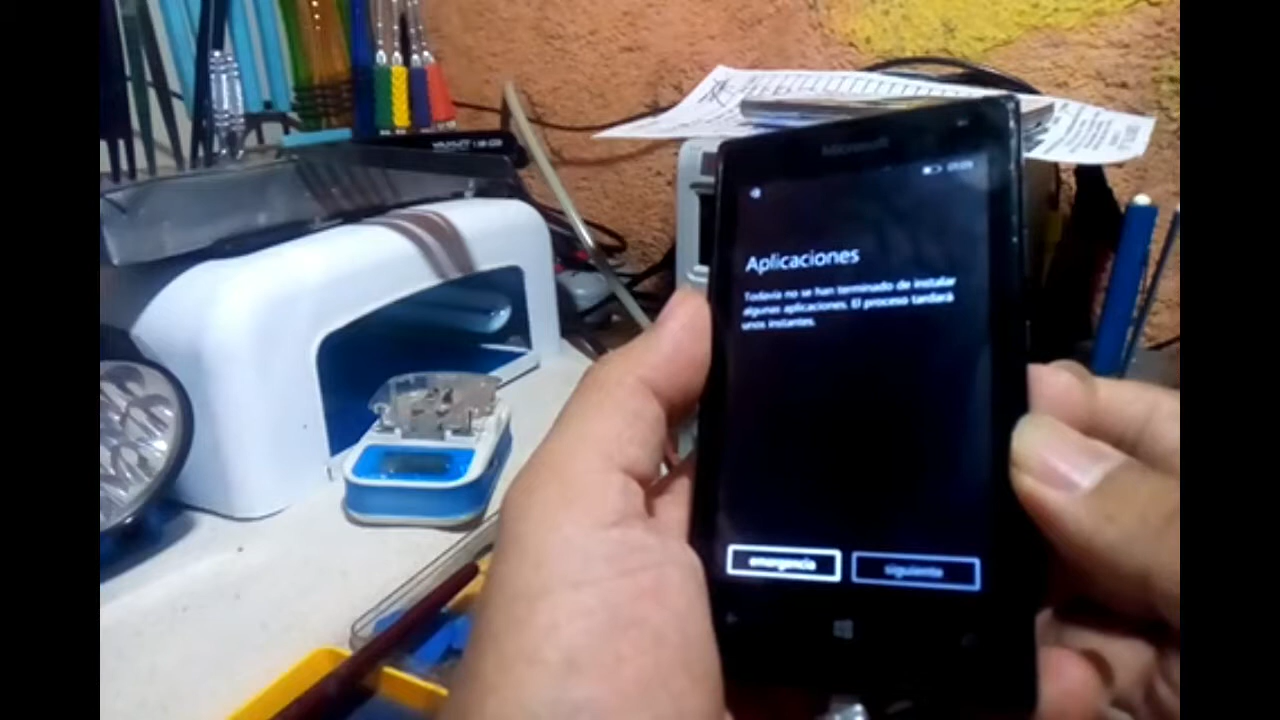 Microsoft
Aplicaciones
Todavía no se han terminado de instalar
algunas aplicaciones. El proceso tardará
unos instantes.
emergencia
siguiente